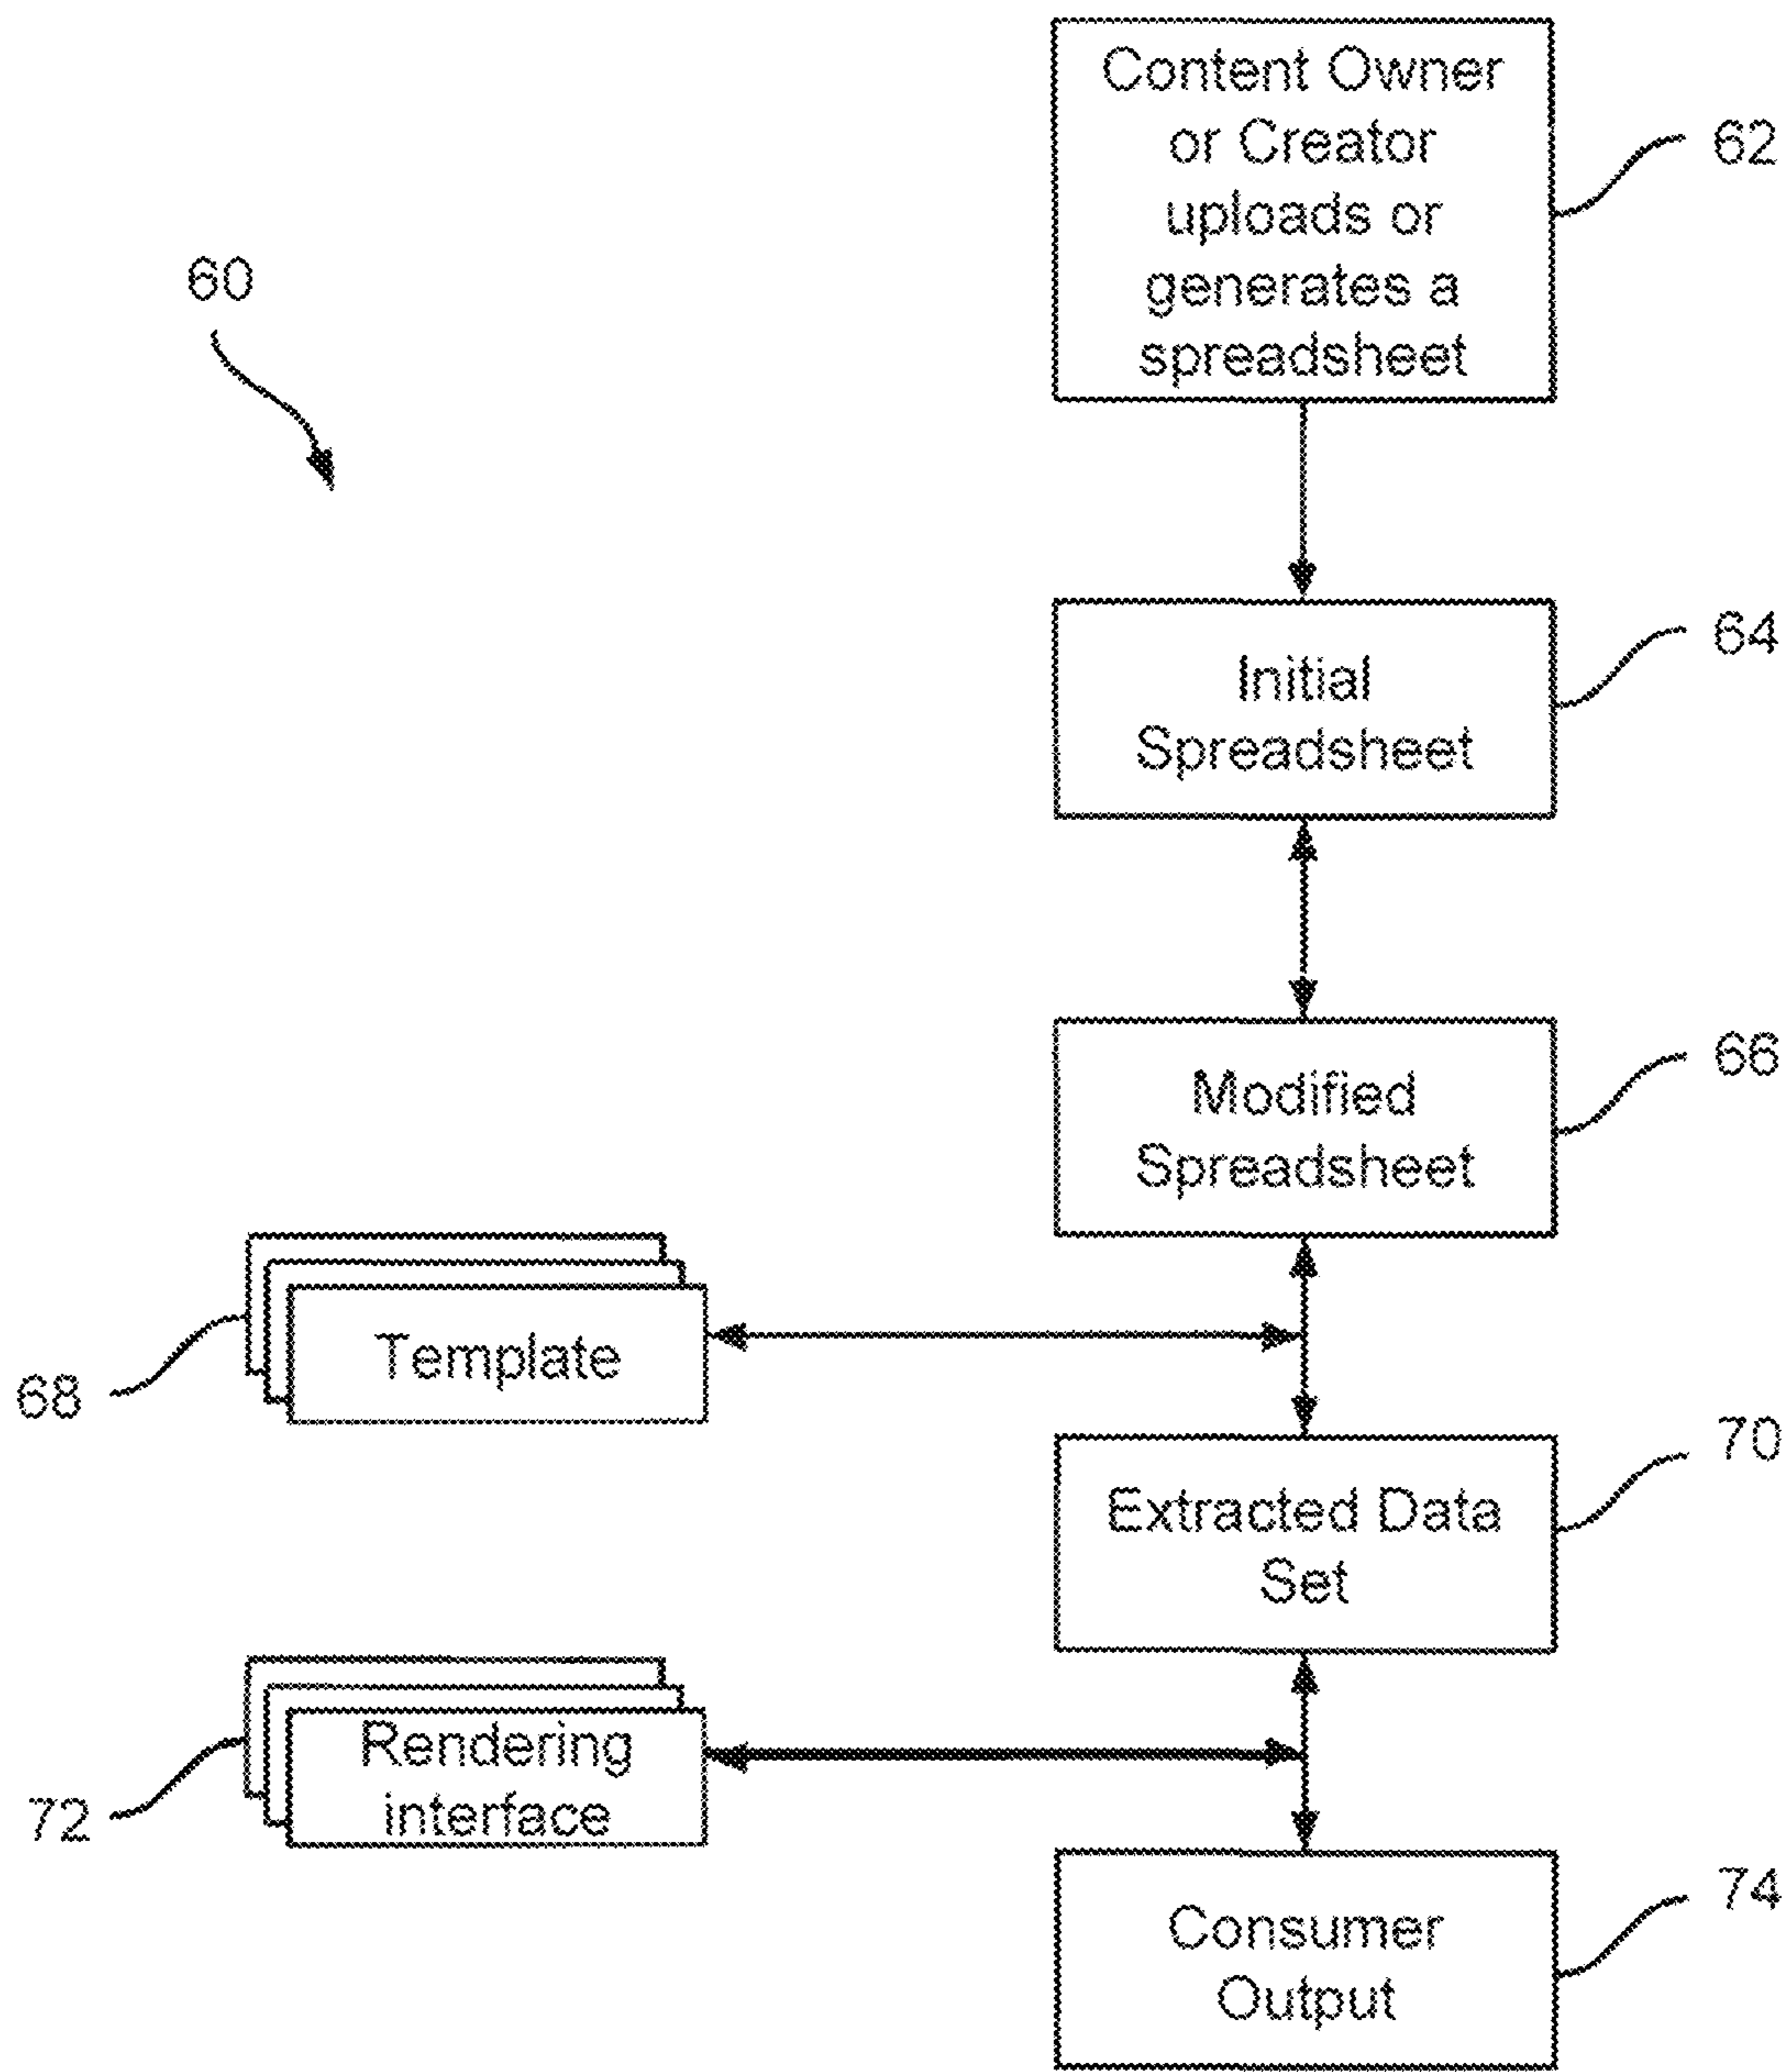 60
Content Owner
or Creator
uploads or
generates a
spreadsheet
62
Initial
Spreadsheet
64
Modified
Spreadsheet
66
Template
68
Extracted Data
Set
70
Rendering
interface
72
Consumer
Output
74